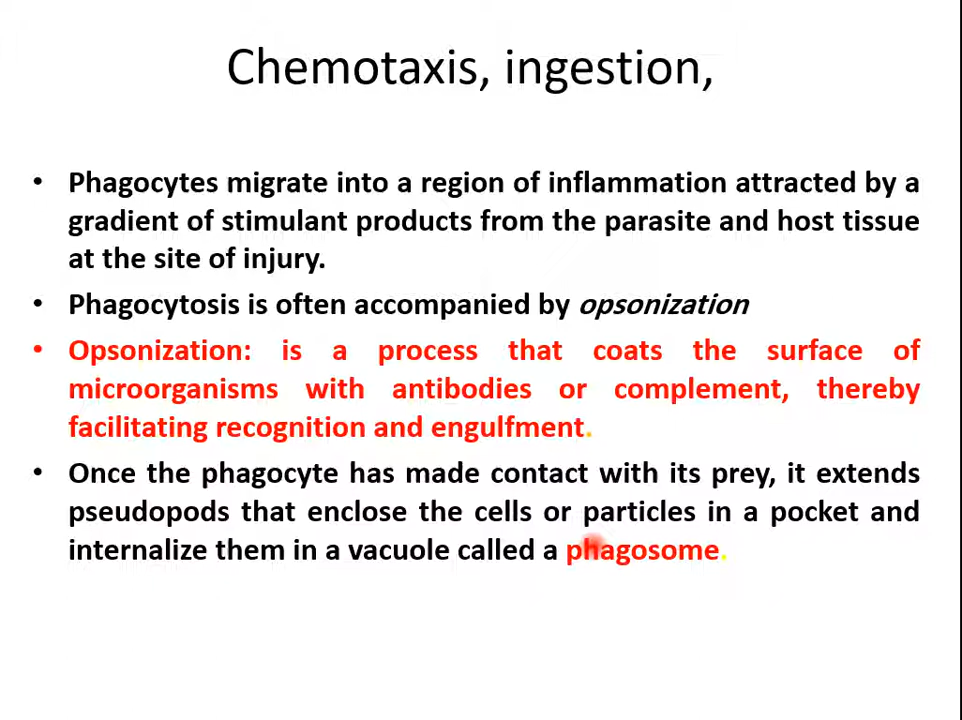 Chemotaxis, ingestion,
• Phagocytes migrate into a region of inflammation attracted by a
gradient of stimulant products from the parasite and host tissue
at the site of injury.
• Phagocytosis is often accompanied by opsonization
• Opsonization: is a process that coats the surface of
microorganisms with antibodies or complement, thereby
facilitating recognition and engulfment.
• Once the phagocyte has made contact with its prey, it extends
pseudopods that enclose the cells or particles in a pocket and
internalize them in a vacuole called a phagosome.